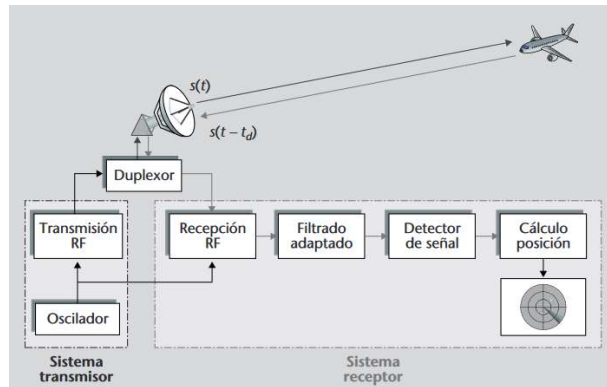 s(t)
s(t – t_d)
Duplexor
Transmisión
RF
Recepción
RF
Filtrado
adaptado
Detector
de señal
Cálculo
posición
Oscilador
Sistema
transmisor
Sistema
receptor